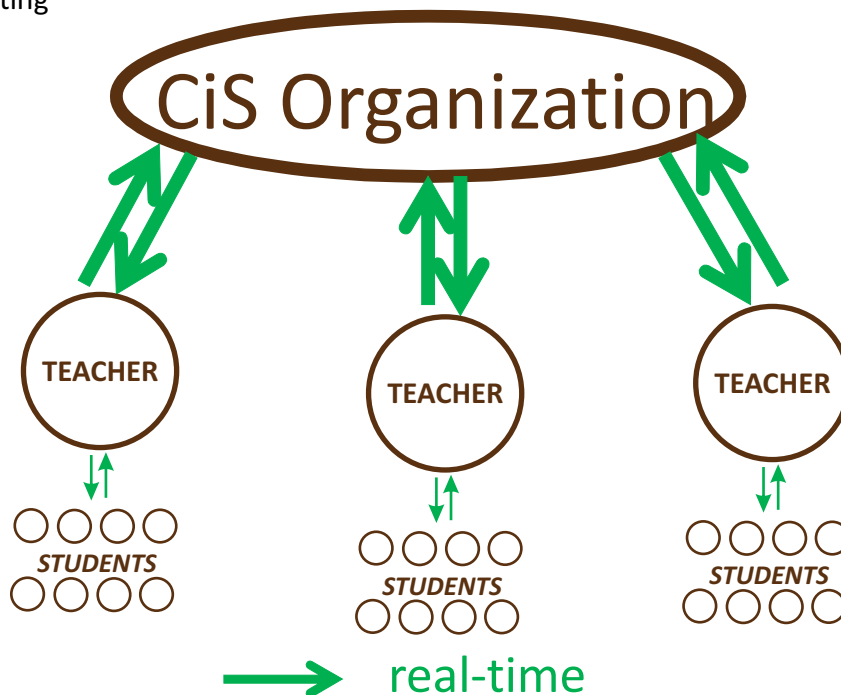 CiS Organization
TEACHER
TEACHER
TEACHER
STUDENTS
STUDENTS
STUDENTS
real-time